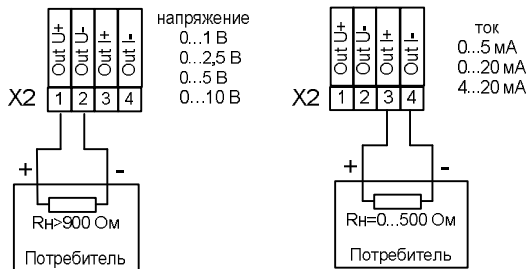 напряжение
0...1 В
0...2,5 В
0...5 В
0...10 В
Out U+
Out U-
Out I+
Out I-
X2
1 2 3 4
+ -
Rн>900 Ом
Потребитель
ток
0...5 мА
0...20 мА
4...20 мА
Out U+
Out U-
Out I+
Out I-
X2
1 2 3 4
+ -
Rн=0...500 Ом
Потребитель